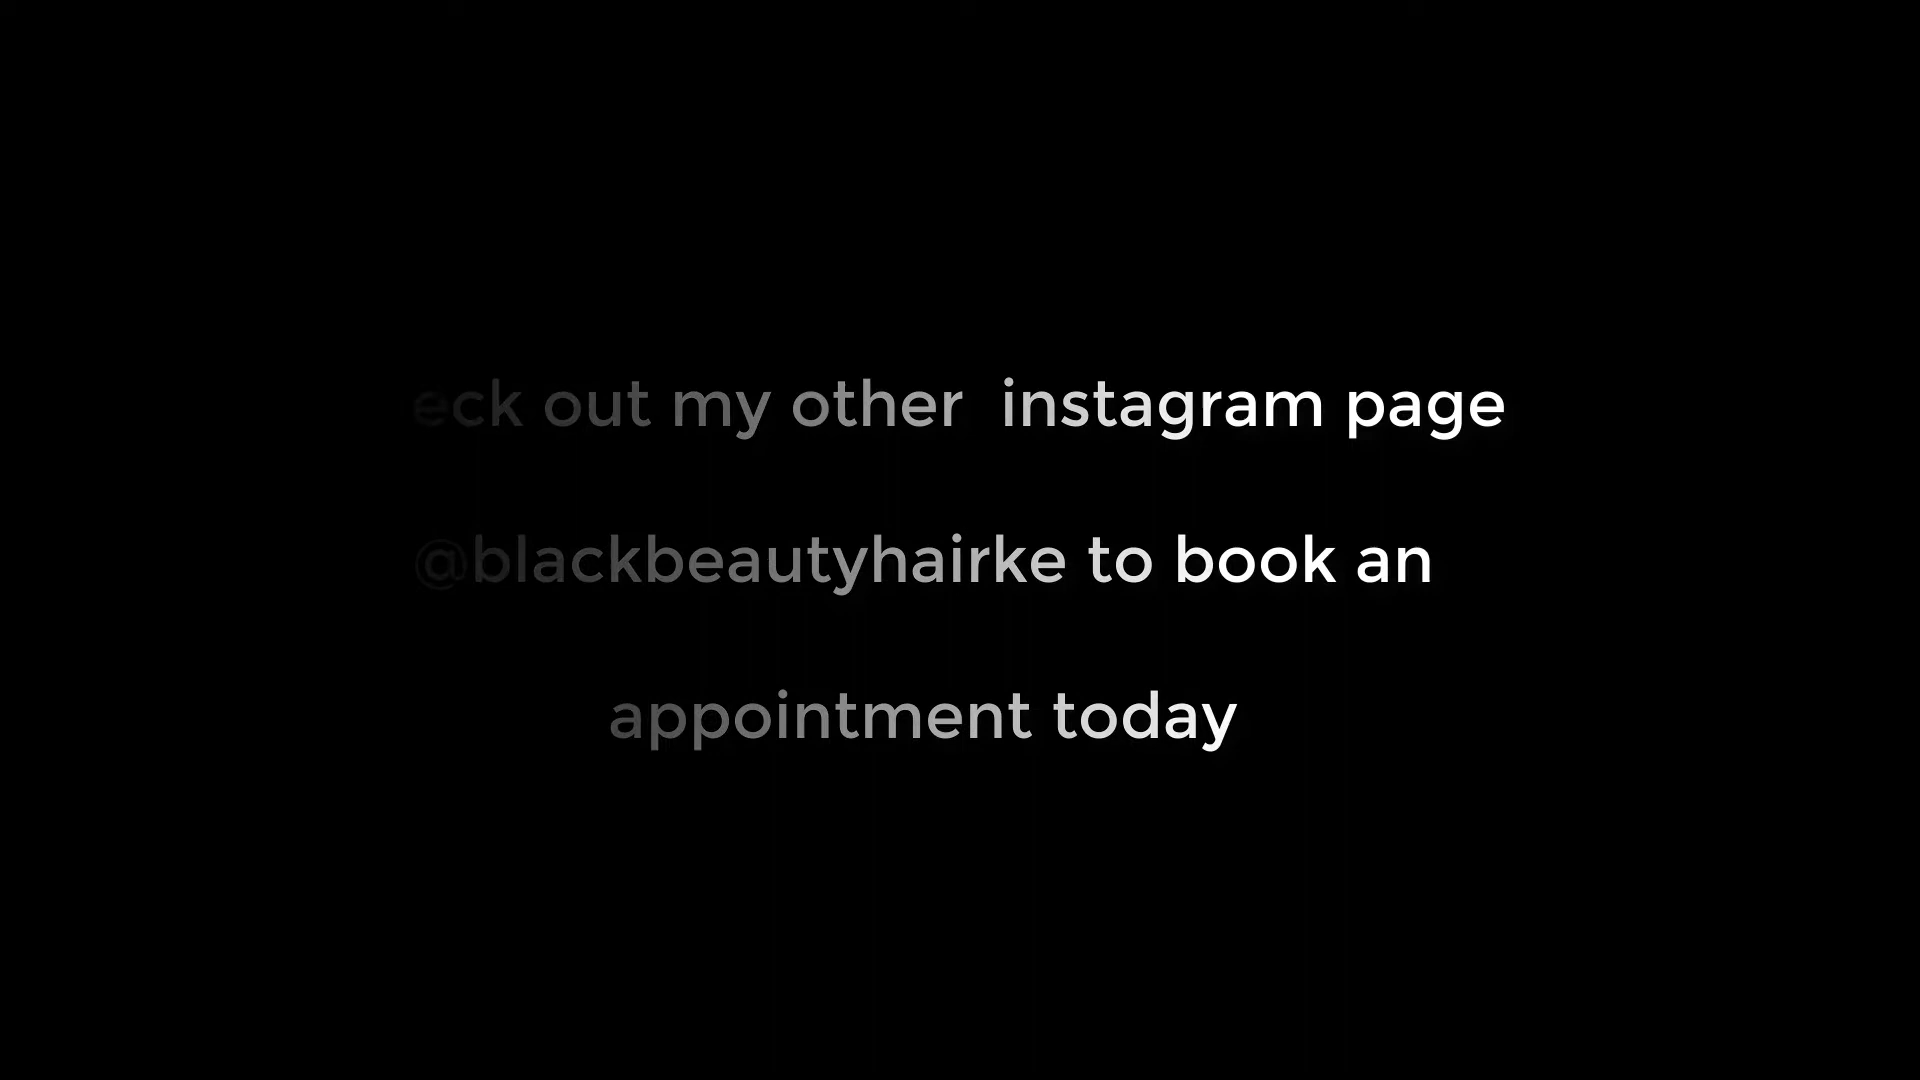 eck out my other instagram page
@blackbeautyhairke to book an
appointment today